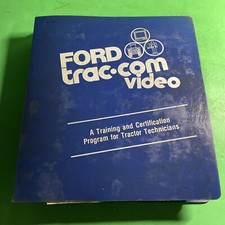 FORD
trac·com
video
A Training and Certification
Program for Tractor Technicians